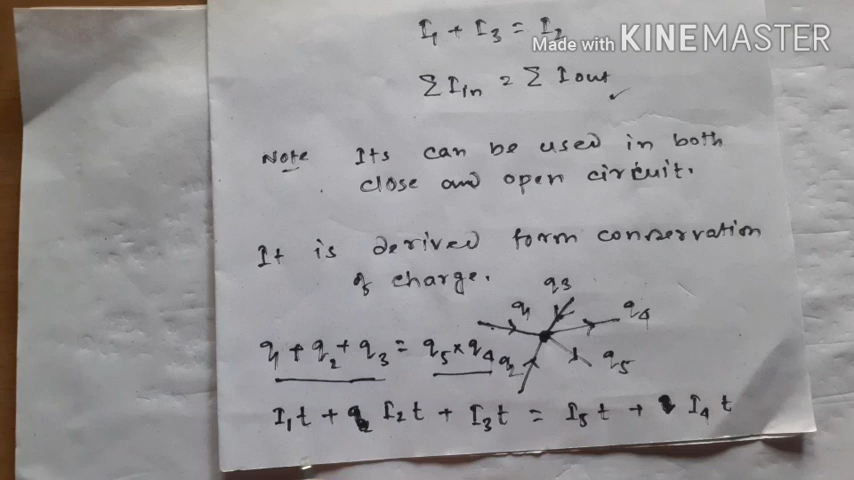 I1 + I3 = I2
Made with KINEMASTER
ΣIin = ΣIout ✓
Note Its can be used in both
close and open circuit.
It is derived form conservation
of charge.
q3
q1
q4
q2
q5
q1 + q2 + q3 = q5 × q4
I1t + I2t + I3t = I5t + I4t